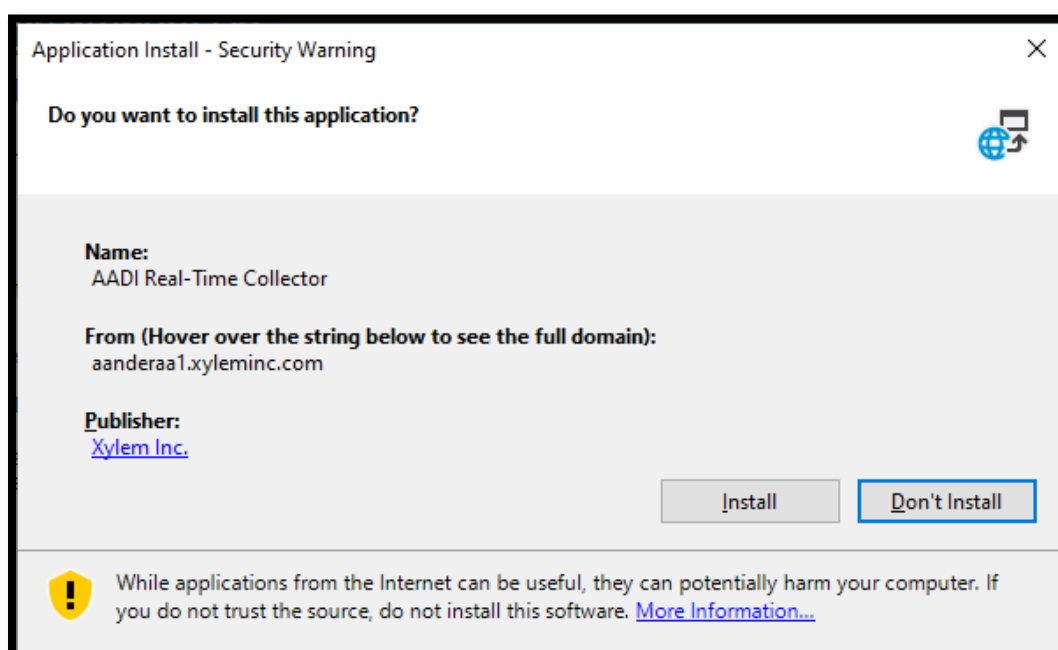 Application Install - Security Warning
Do you want to install this application?
Name:
AADI Real-Time Collector
From (Hover over the string below to see the full domain):
aanderaa1.xyleminc.com
Publisher:
Xylem Inc.
Install
Don't Install
While applications from the Internet can be useful, they can potentially harm your computer. If
you do not trust the source, do not install this software. More Information...